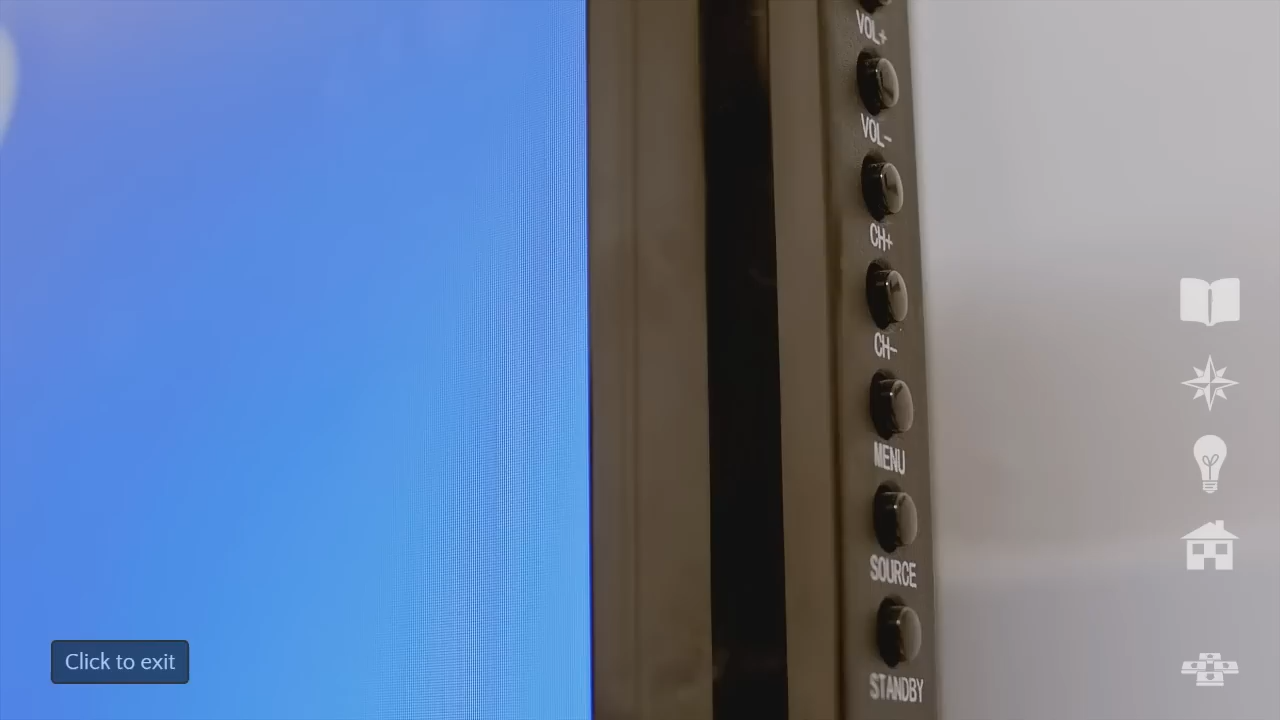 VOL+
VOL-
CH+
CH-
MENU
SOURCE
STANDBY
Click to exit